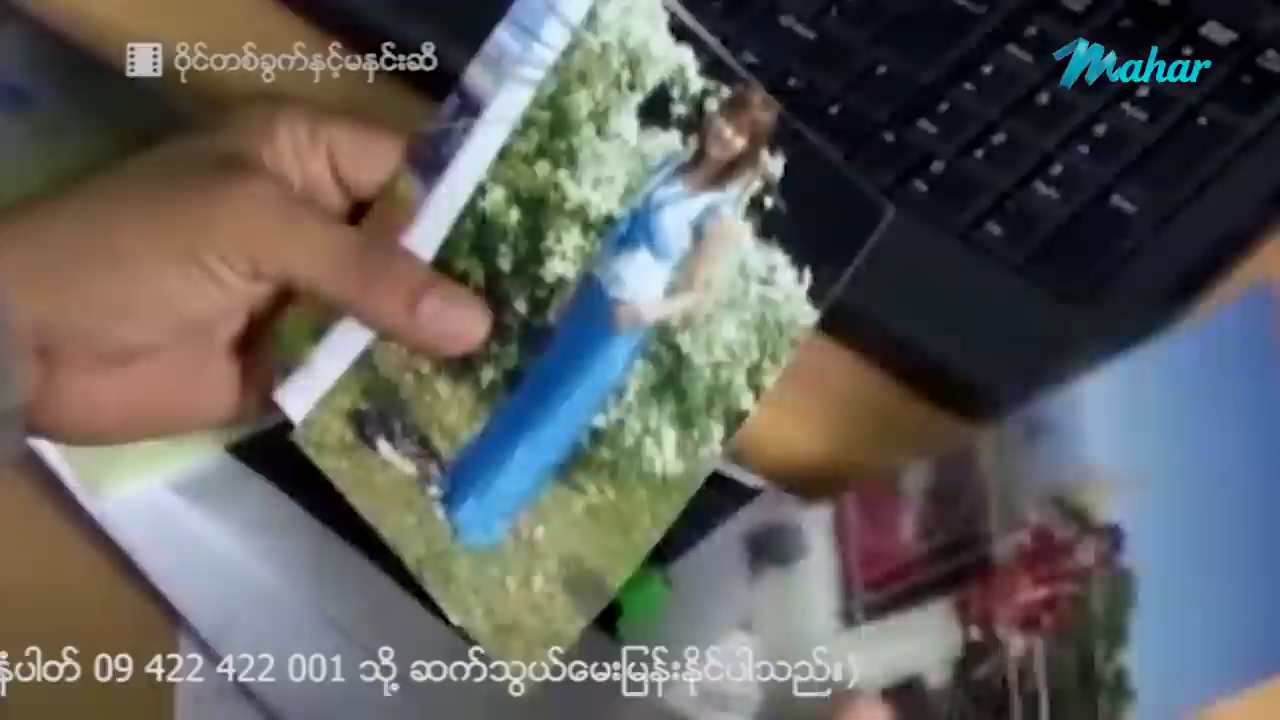 ဝိုင်တစ်ခွက်နှင့်မနှင်းဆီ
Mahar
နံပါတ် 09 422 422 001 သို့ ဆက်သွယ်မေးမြန်းနိုင်ပါသည်။)